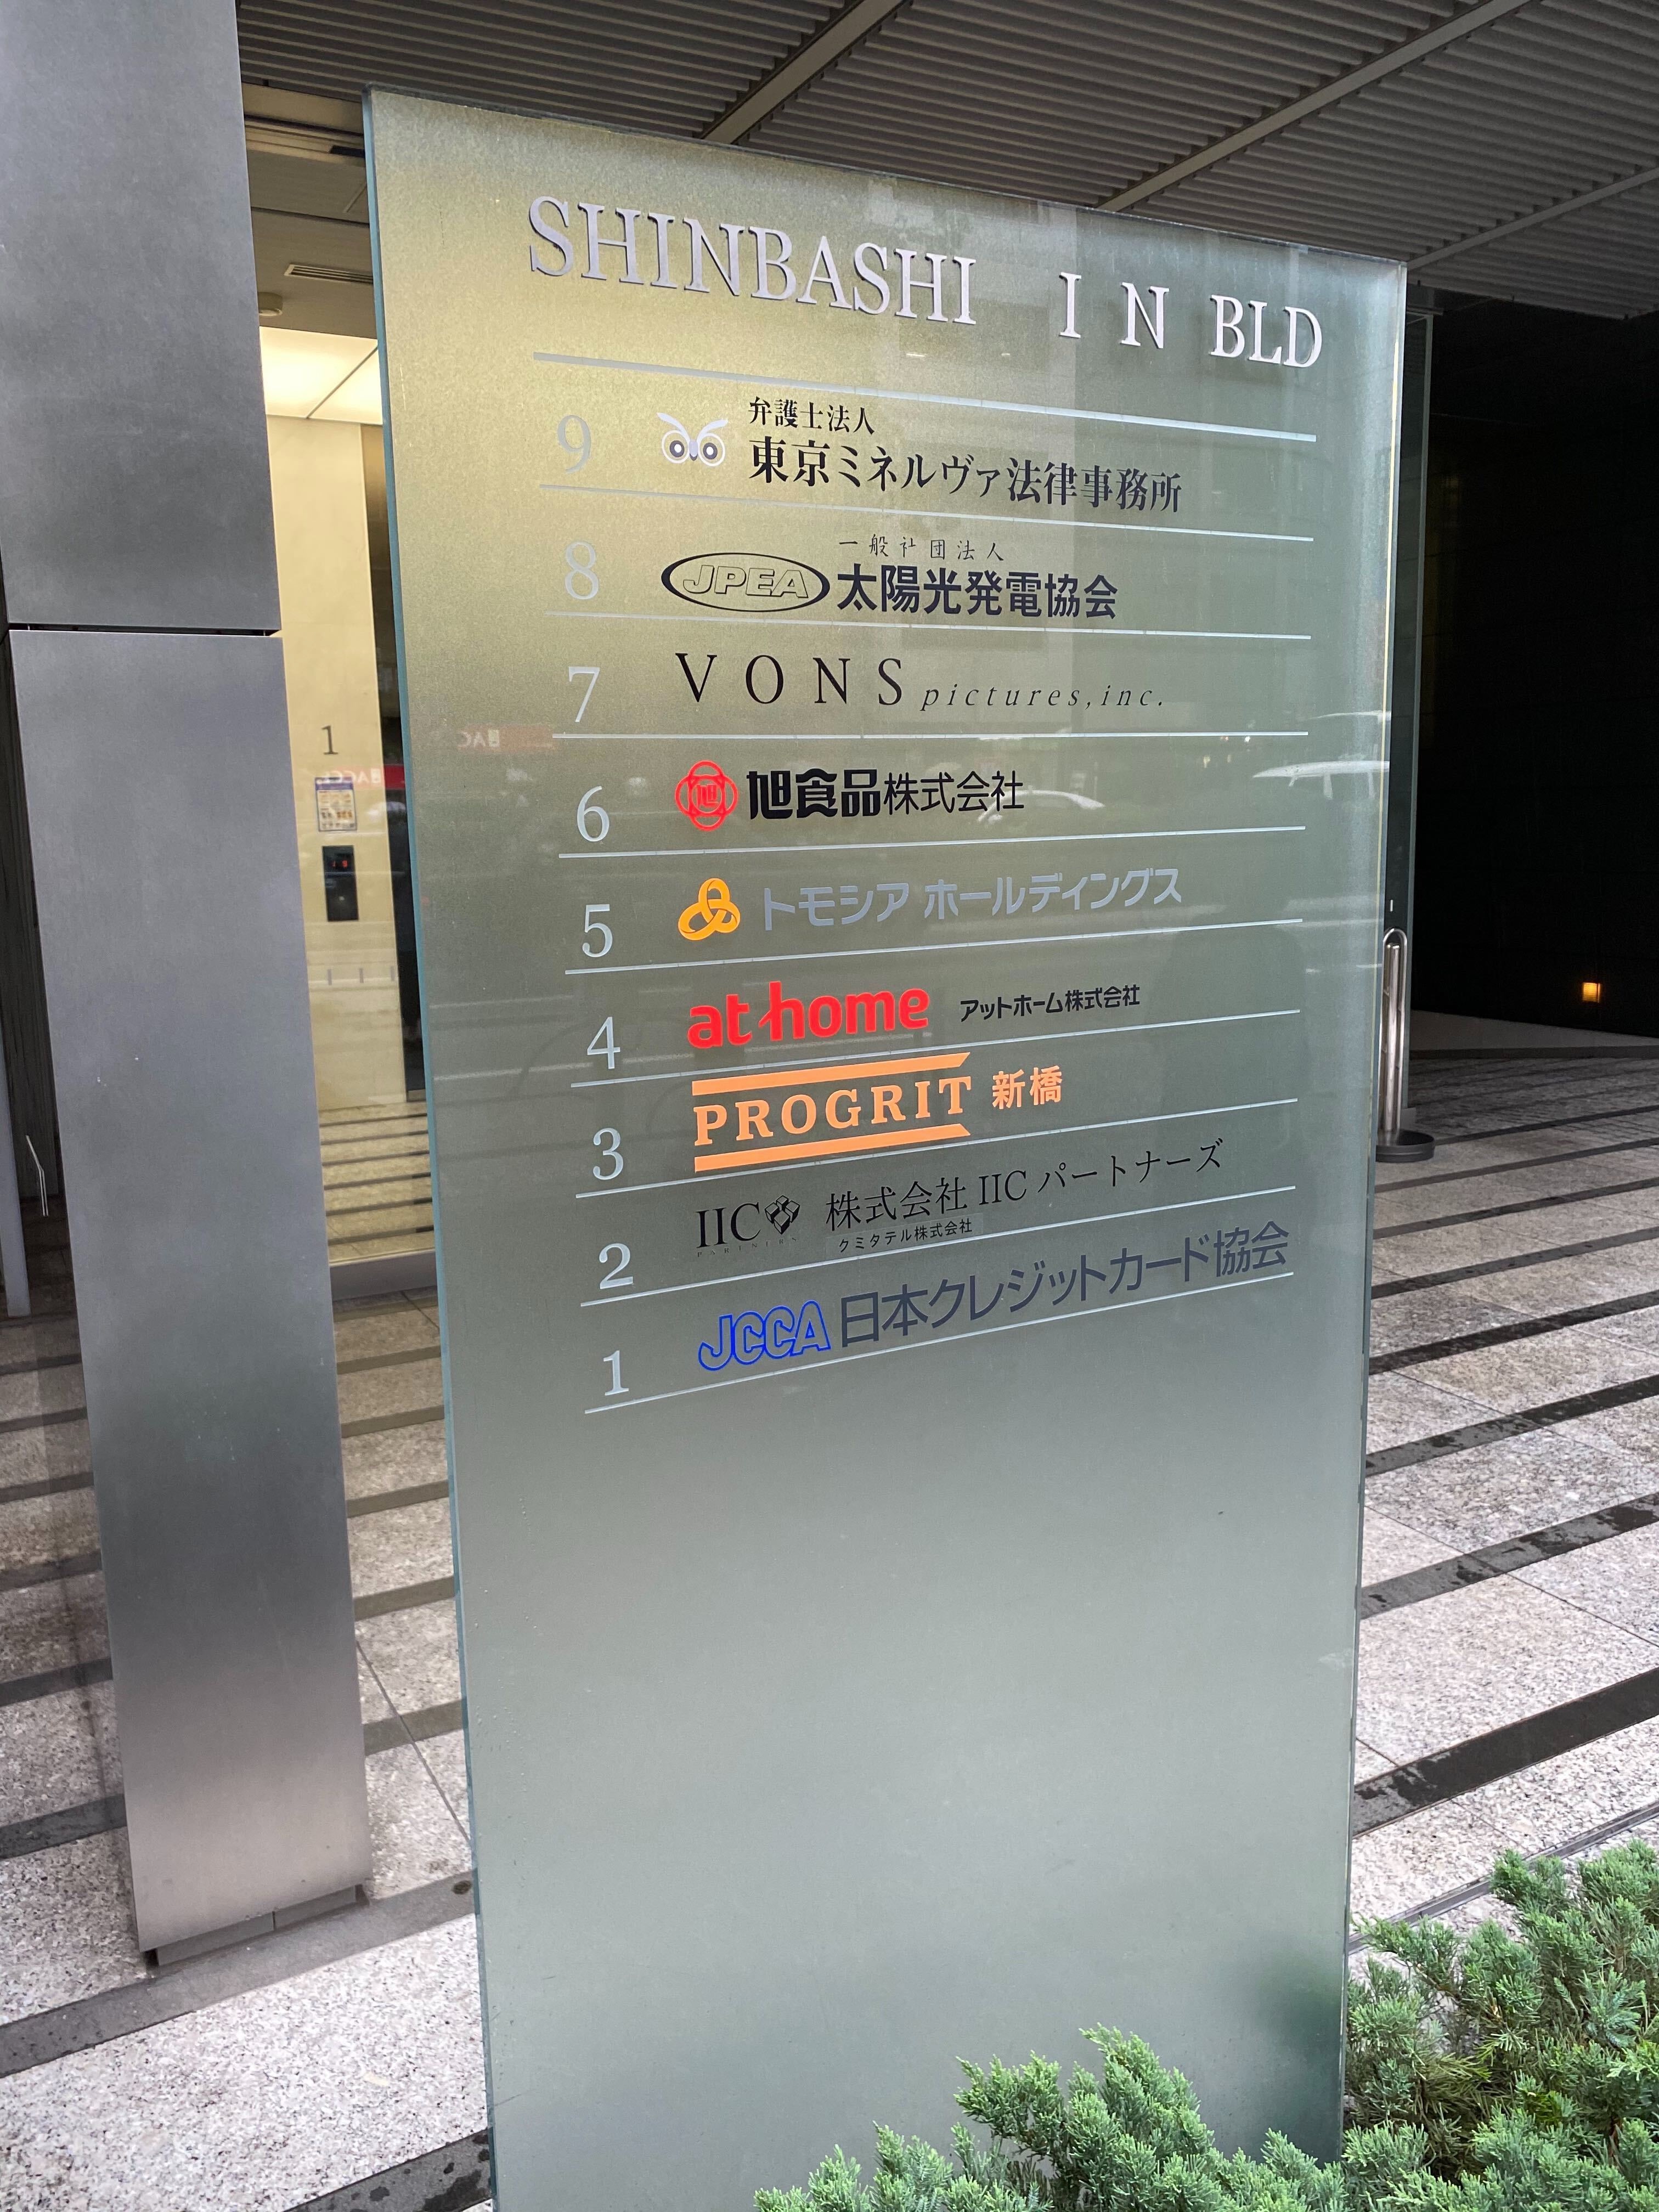 SHINBASHI I N BLD
9 弁護士法人
東京ミネルヴァ法律事務所
8 JPEA 一般社団法人
太陽光発電協会
7 VONS pictures,inc.
6 旭 旭食品株式会社
5 トモシア ホールディングス
4 at home アットホーム株式会社
3 PROGRIT 新橋
2 IIC PARTNERS 株式会社 IIC パートナーズ
クミタテル株式会社
1 JCCA 日本クレジットカード協会
1